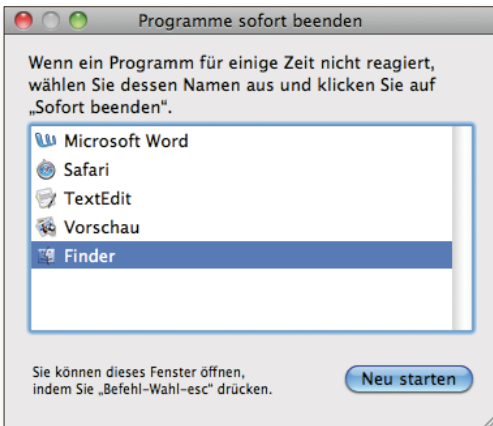 Programme sofort beenden
Wenn ein Programm für einige Zeit nicht reagiert,
wählen Sie dessen Namen aus und klicken Sie auf
„Sofort beenden“.
Microsoft Word
Safari
TextEdit
Vorschau
Finder
Sie können dieses Fenster öffnen,
indem Sie „Befehl-Wahl-esc“ drücken.
Neu starten